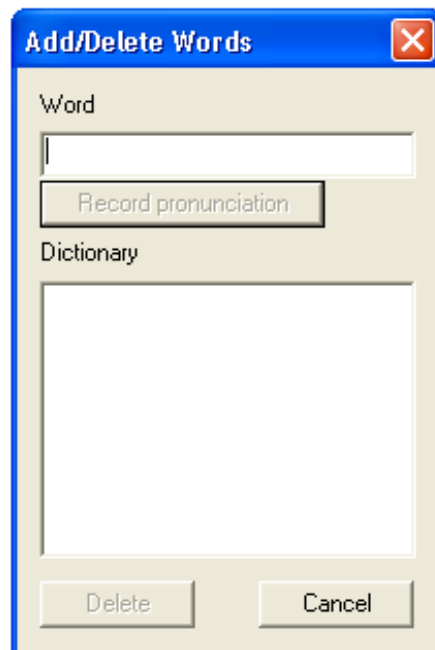 Add/Delete Words
Word
Record pronunciation
Dictionary
Delete Cancel